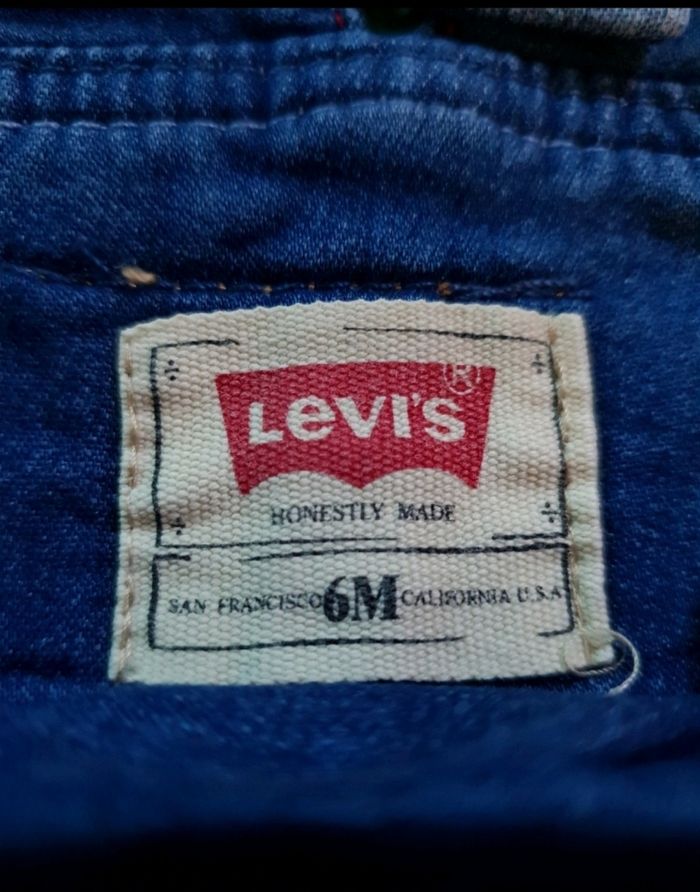 LEVI'S ®
HONESTLY MADE
SAN FRANCISCO 6M CALIFORNIA U.S.A